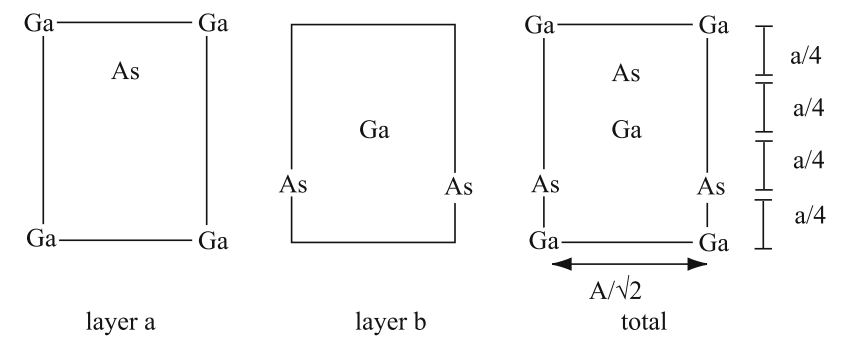 Ga Ga
As
Ga Ga
layer a
Ga
As As
layer b
Ga Ga
As
Ga
As As
Ga Ga
A/√2
total
a/4
a/4
a/4
a/4